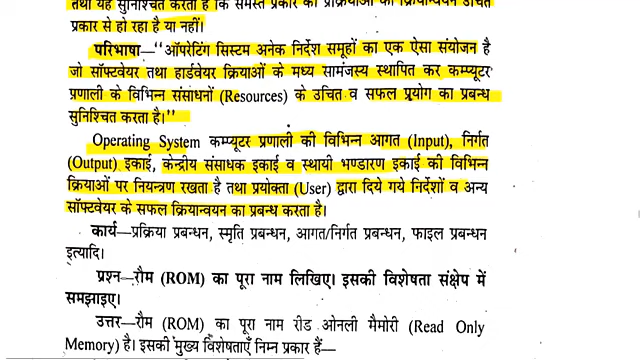 तथा यह सुनिश्चित करता है कि समस्त प्रकार की प्रक्रियाओं का क्रियान्वयन उचित
प्रकार से हो रहा है या नहीं।
परिभाषा—"ऑपरेटिंग सिस्टम अनेक निर्देश समूहों का एक ऐसा संयोजन है
जो सॉफ्टवेयर तथा हार्डवेयर क्रियाओं के मध्य सामंजस्य स्थापित कर कम्प्यूटर
प्रणाली के विभिन्न संसाधनों (Resources) के उचित व सफल प्रयोग का प्रबन्ध
सुनिश्चित करता है।"
Operating System कम्प्यूटर प्रणाली की विभिन्न आगत (Input), निर्गत
(Output) इकाई, केन्द्रीय संसाधक इकाई व स्थायी भण्डारण इकाई की विभिन्न
क्रियाओं पर नियन्त्रण रखता है तथा प्रयोक्ता (User) द्वारा दिये गये निर्देशों व अन्य
सॉफ्टवेयर के सफल क्रियान्वयन का प्रबन्ध करता है।
कार्य—प्रक्रिया प्रबन्धन, स्मृति प्रबन्धन, आगत/निर्गत प्रबन्धन, फाइल प्रबन्धन
इत्यादि।
प्रश्न—रौम (ROM) का पूरा नाम लिखिए। इसकी विशेषता संक्षेप में
समझाइए।
उत्तर—रौम (ROM) का पूरा नाम रीड ओनली मैमोरी (Read Only
Memory) है। इसकी मुख्य विशेषताएँ निम्न प्रकार हैं—